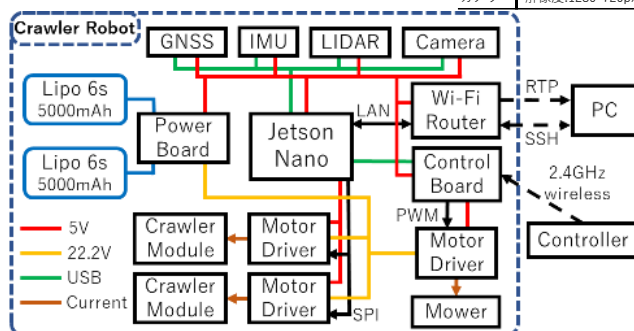 Crawler Robot
GNSS
IMU
LIDAR
Camera
Lipo 6s
5000mAh
Lipo 6s
5000mAh
Power
Board
Jetson
Nano
LAN
Wi-Fi
Router
RTP
SSH
PC
Control
Board
2.4GHz
wireless
PWM
Controller
5V
22.2V
USB
Current
Crawler
Module
Motor
Driver
Crawler
Module
Motor
Driver
SPI
Motor
Driver
Mower